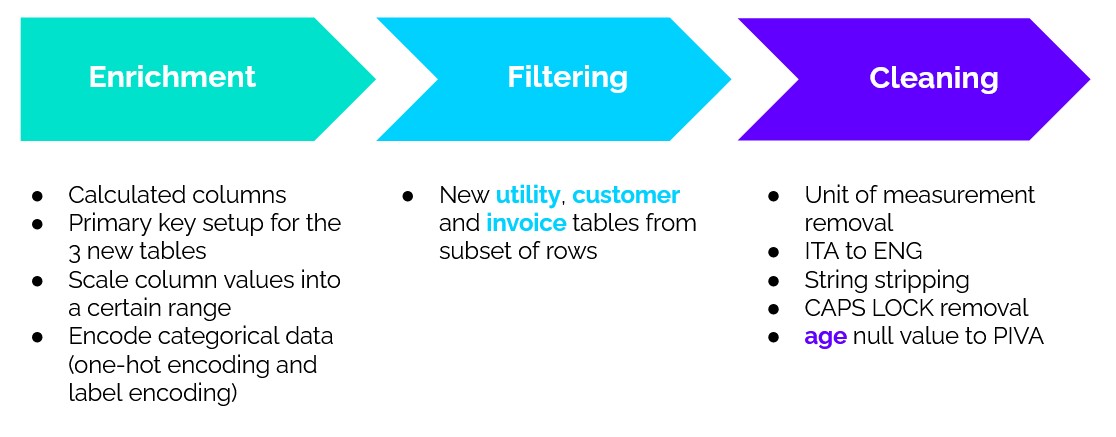 Enrichment
● Calculated columns
● Primary key setup for the
3 new tables
● Scale column values into
a certain range
● Encode categorical data
(one-hot encoding and
label encoding)
Filtering
● New utility, customer
and invoice tables from
subset of rows
Cleaning
● Unit of measurement
removal
● ITA to ENG
● String stripping
● CAPS LOCK removal
● age null value to PIVA